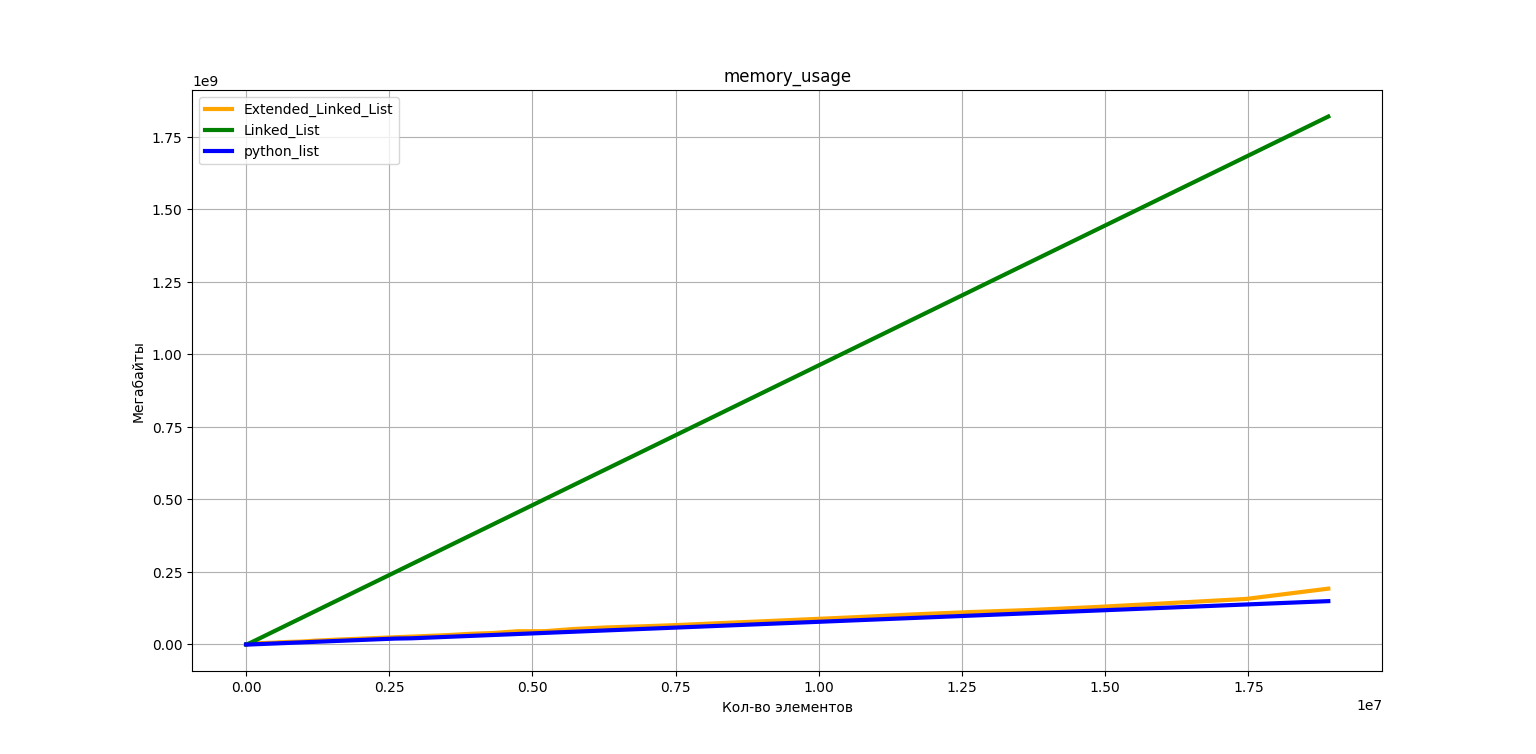 memory_usage
1e9
Extended_Linked_List
Linked_List
python_list
1.75
1.50
1.25
1.00
0.75
0.50
0.25
0.00
Мегабайты
0.00 0.25 0.50 0.75 1.00 1.25 1.50 1.75
1e7
Кол-во элементов